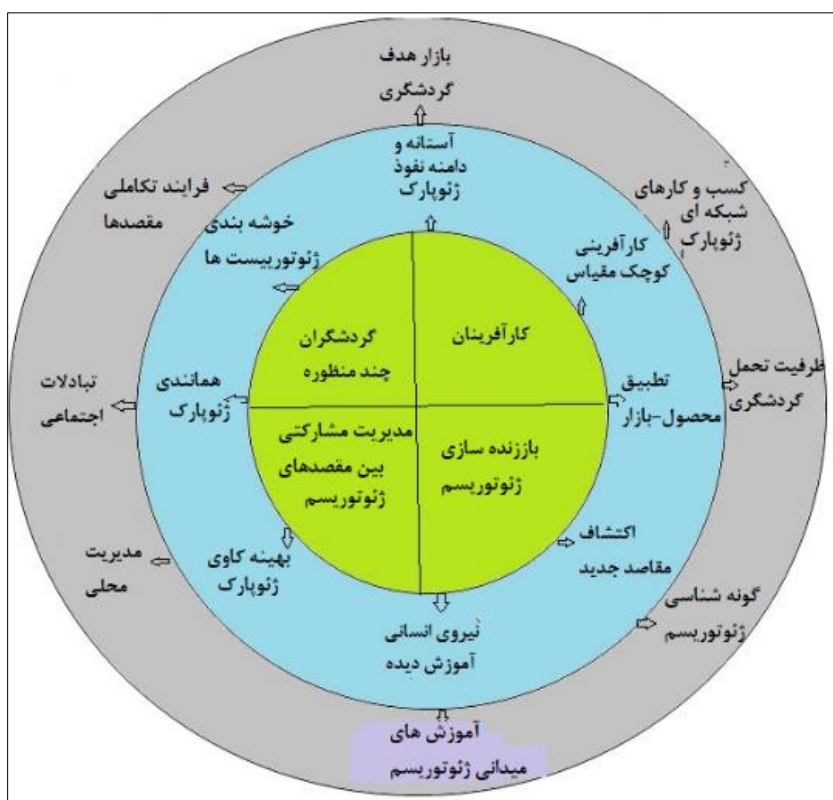 بازار هدف
گردشگری
آستانه و
دامنه نفوذ
ژئوپارک
کسب و کارهای
شبکه ای
ژئوپارک
فرایند تکاملی
مقصدها
خوشه بندی
ژئوتوریست ها
کارآفرینی
کوچک مقیاس
گردشگران
چند منظوره
کارآفرینان
ظرفیت تحمل
گردشگری
تطبیق
محصول-بازار
همانندی
ژئوپارک
تبادلات
اجتماعی
مدیریت مشارکتی
بین مقصدهای
ژئوتوریسم
باززنده سازی
ژئوتوریسم
اکتشاف
مقاصد جدید
بهینه کاوی
ژئوپارک
مدیریت
محلی
گونه شناسی
ژئوتوریسم
نیروی انسانی
آموزش دیده
آموزش های
میدانی ژئوتوریسم